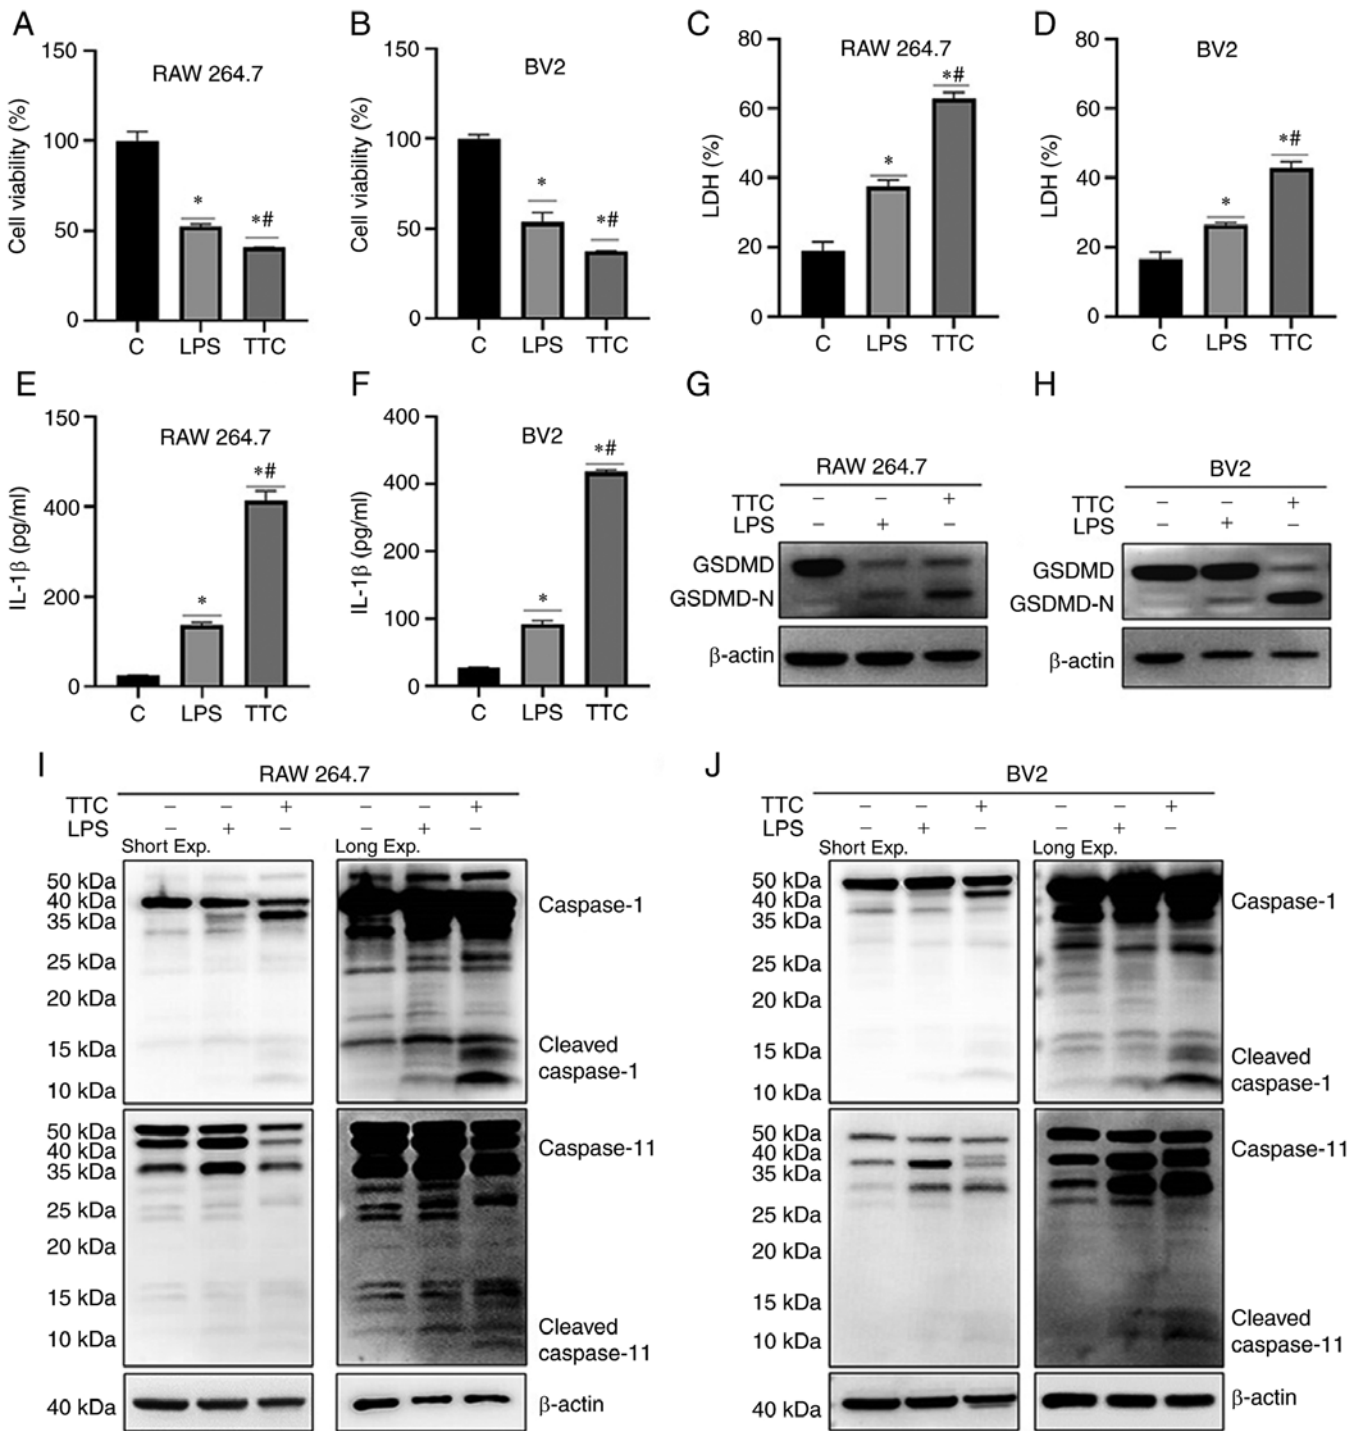 A
150
RAW 264.7
Cell viability (%)
100
50
0
*
*#
C LPS TTC
B
150
BV2
Cell viability (%)
100
50
0
*
*#
C LPS TTC
C
80
RAW 264.7
LDH (%)
60
40
20
0
*
*#
C LPS TTC
D
80
BV2
LDH (%)
60
40
20
0
*
*#
C LPS TTC
E
150
RAW 264.7
IL-1β (pg/ml)
400
200
0
*
*#
C LPS TTC
F
400
BV2
IL-1β (pg/ml)
400
200
100
0
*
*#
C LPS TTC
G
RAW 264.7
TTC − − +
LPS − + −
GSDMD
GSDMD-N
β-actin
H
BV2
TTC − − +
LPS − + −
GSDMD
GSDMD-N
β-actin
I
RAW 264.7
TTC − − + − − +
LPS − + − − + −
Short Exp. Long Exp.
50 kDa
40 kDa
35 kDa
25 kDa
20 kDa
15 kDa
10 kDa
Caspase-1
Cleaved
caspase-1
50 kDa
40 kDa
35 kDa
25 kDa
20 kDa
15 kDa
10 kDa
Caspase-11
Cleaved
caspase-11
40 kDa
β-actin
J
BV2
TTC − − + − − +
LPS − + − − + −
Short Exp. Long Exp.
50 kDa
40 kDa
35 kDa
25 kDa
20 kDa
15 kDa
10 kDa
Caspase-1
Cleaved
caspase-1
50 kDa
40 kDa
35 kDa
25 kDa
20 kDa
15 kDa
10 kDa
Caspase-11
Cleaved
caspase-11
40 kDa
β-actin